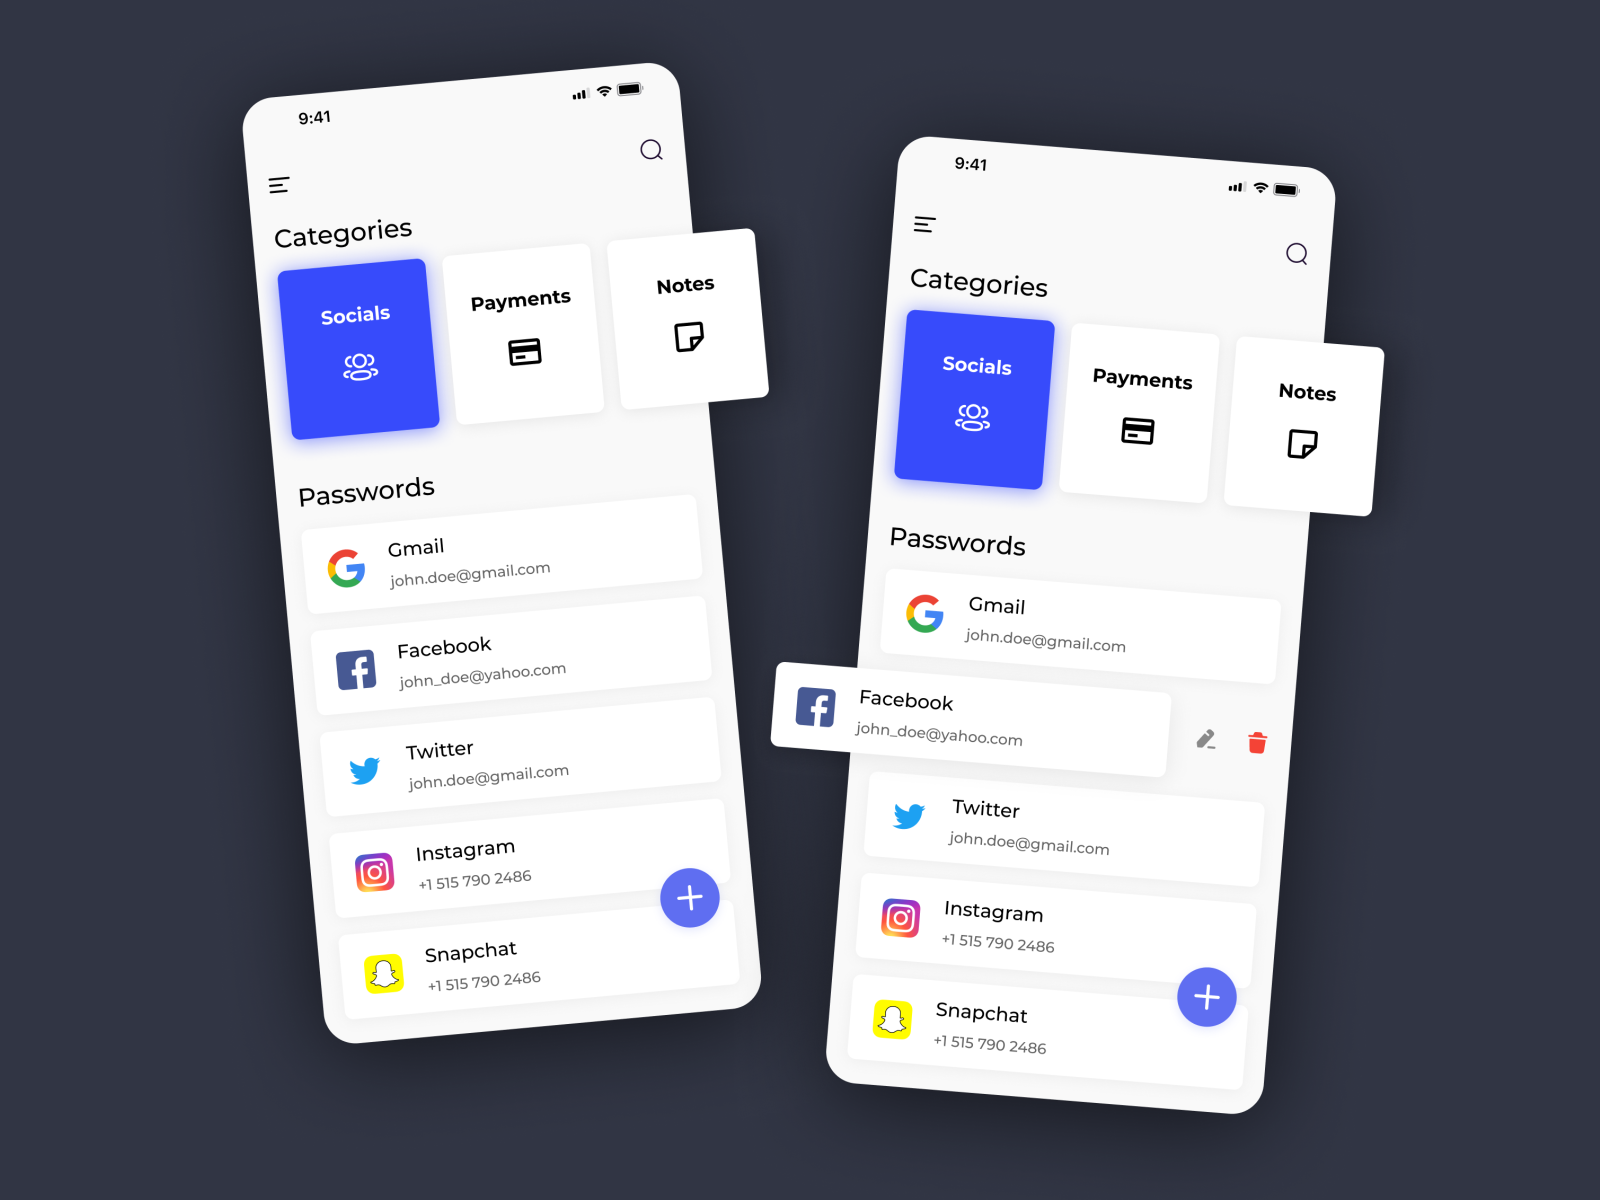 9:41
Categories
Socials
Payments
Notes
Passwords
Gmail
john.doe@gmail.com
Facebook
john_doe@yahoo.com
Twitter
john.doe@gmail.com
Instagram
+1 515 790 2486
Snapchat
+1 515 790 2486
9:41
Categories
Socials
Payments
Notes
Passwords
Gmail
john.doe@gmail.com
Facebook
john_doe@yahoo.com
Twitter
john.doe@gmail.com
Instagram
+1 515 790 2486
Snapchat
+1 515 790 2486